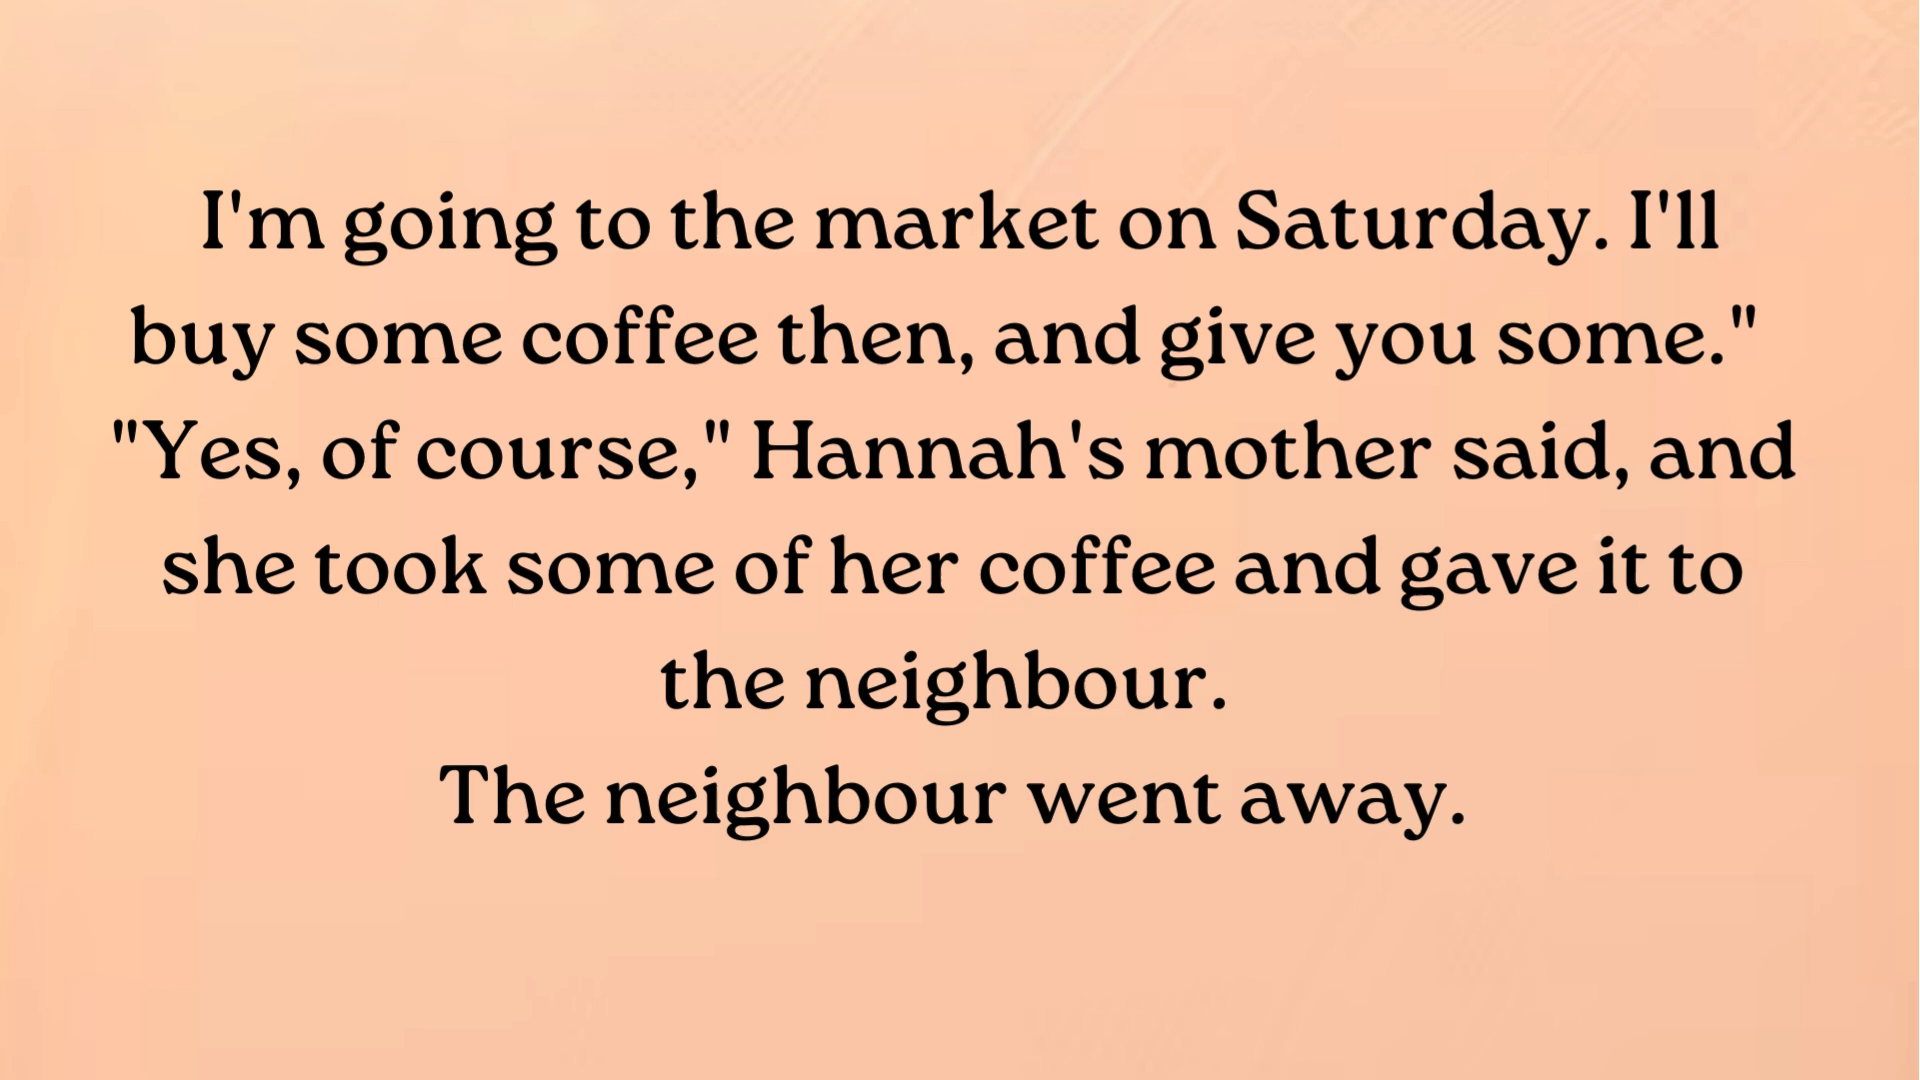 I'm going to the market on Saturday. I'll
buy some coffee then, and give you some."
"Yes, of course," Hannah's mother said, and
she took some of her coffee and gave it to
the neighbour.
The neighbour went away.